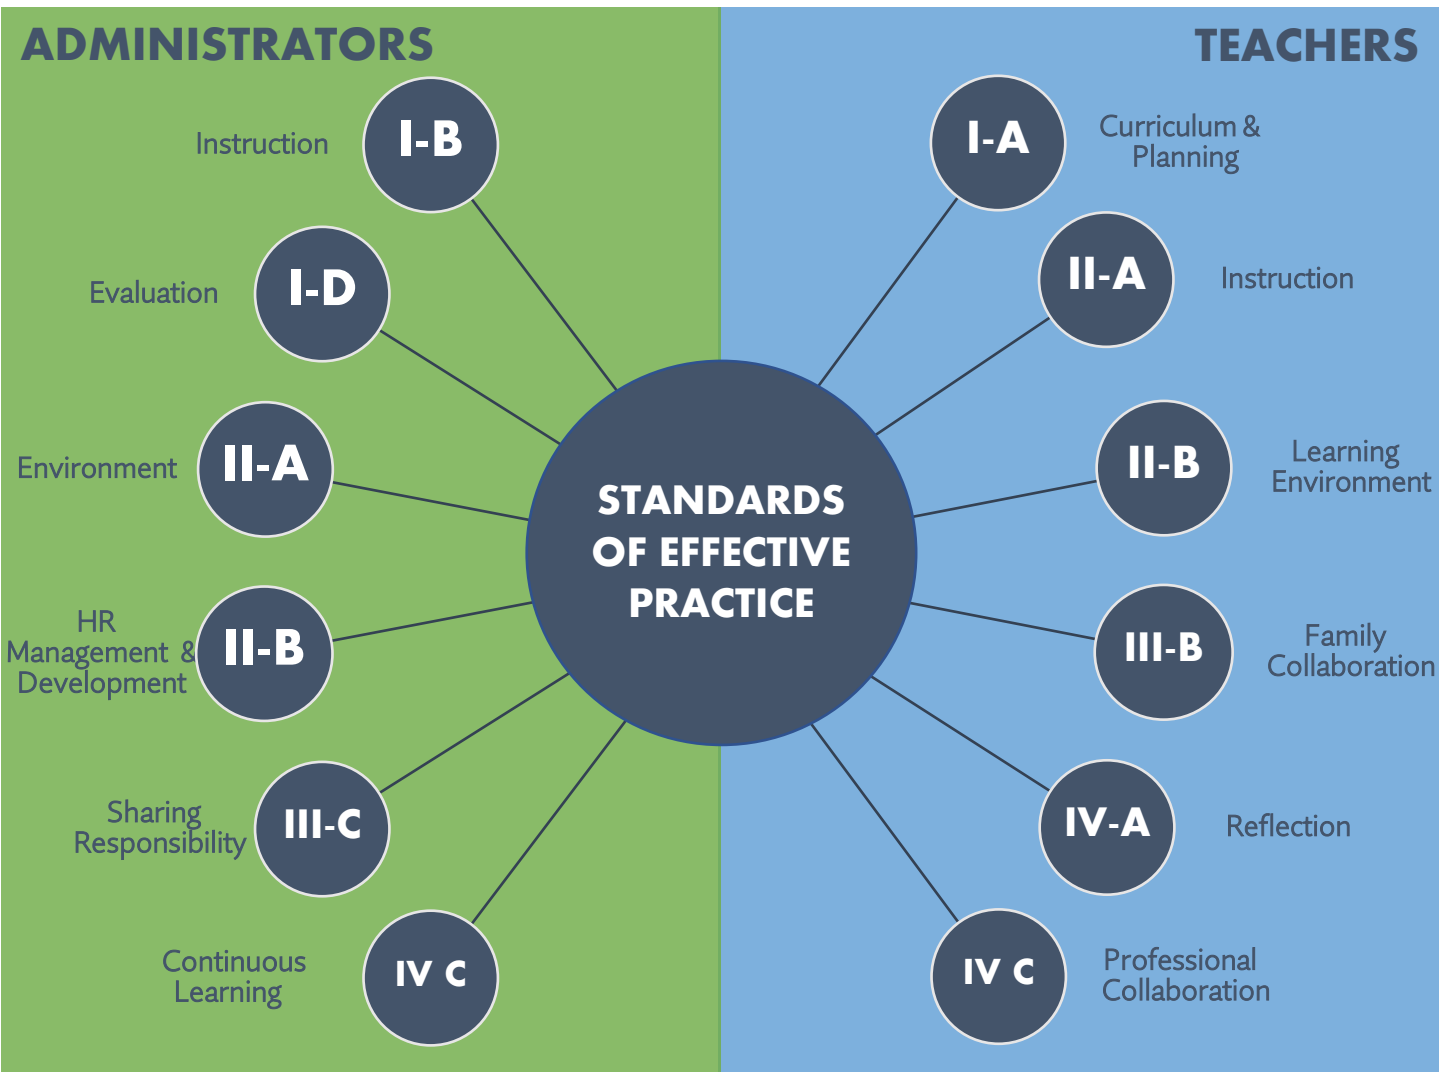 ADMINISTRATORS
TEACHERS
Instruction
I-B
Evaluation
I-D
Environment
II-A
HR
Management &
Development
II-B
Sharing
Responsibility
III-C
Continuous
Learning
IV C
STANDARDS
OF EFFECTIVE
PRACTICE
I-A
Curriculum &
Planning
II-A
Instruction
II-B
Learning
Environment
III-B
Family
Collaboration
IV-A
Reflection
IV C
Professional
Collaboration